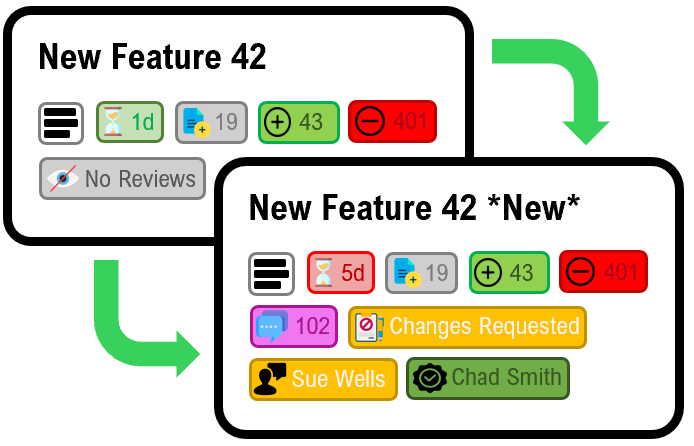 New Feature 42
1d 19 43 401
No Reviews
New Feature 42 *New*
5d 19 43 401
102 Changes Requested
Sue Wells Chad Smith